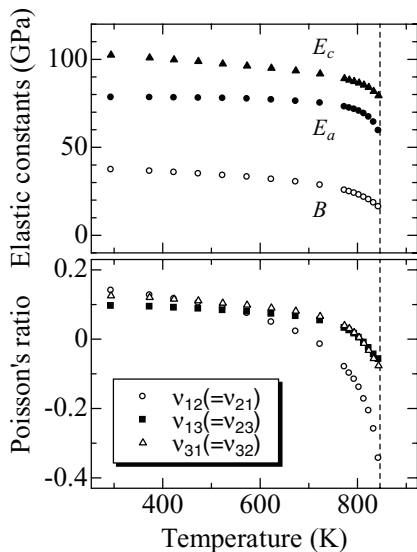 Elastic constants (GPa)
100
50
0
E_c
E_a
B
Poisson's ratio
0.2
0
-0.2
-0.4
ν12(=ν21)
ν13(=ν23)
ν31(=ν32)
400 600 800
Temperature (K)